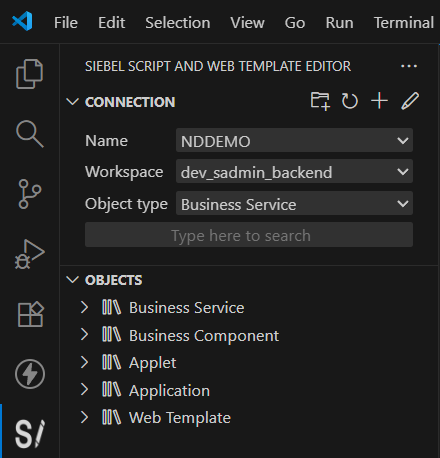 File Edit Selection View Go Run Terminal
SIEBEL SCRIPT AND WEB TEMPLATE EDITOR ...
CONNECTION
Name NDDEMO
Workspace dev_sadmin_backend
Object type Business Service
Type here to search
OBJECTS
Business Service
Business Component
Applet
Application
Web Template
S/